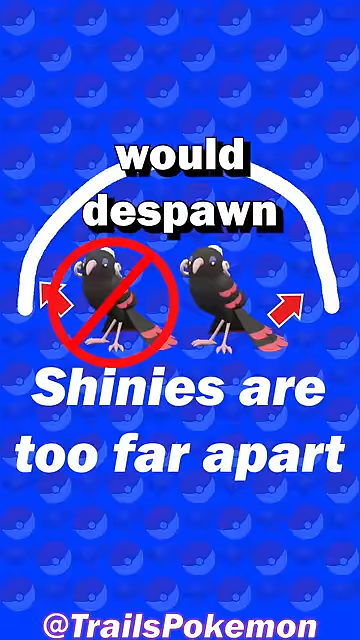 would
despawn
Shinies are
too far apart
@TrailsPokemon